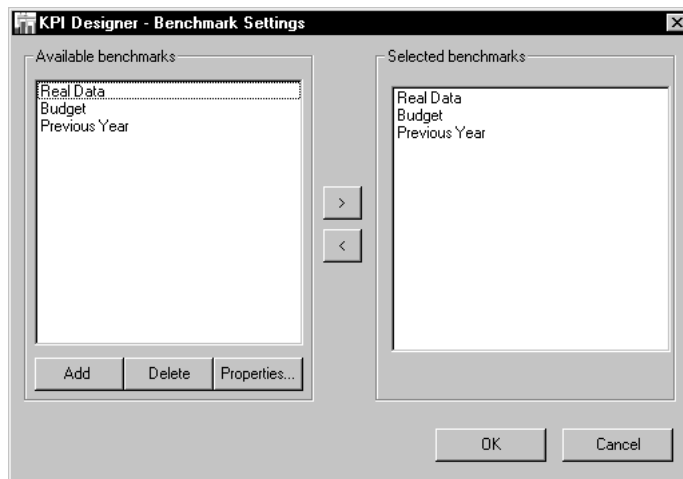 KPI Designer - Benchmark Settings
Available benchmarks
Real Data
Budget
Previous Year
>
<
Selected benchmarks
Real Data
Budget
Previous Year
Add
Delete
Properties...
OK
Cancel